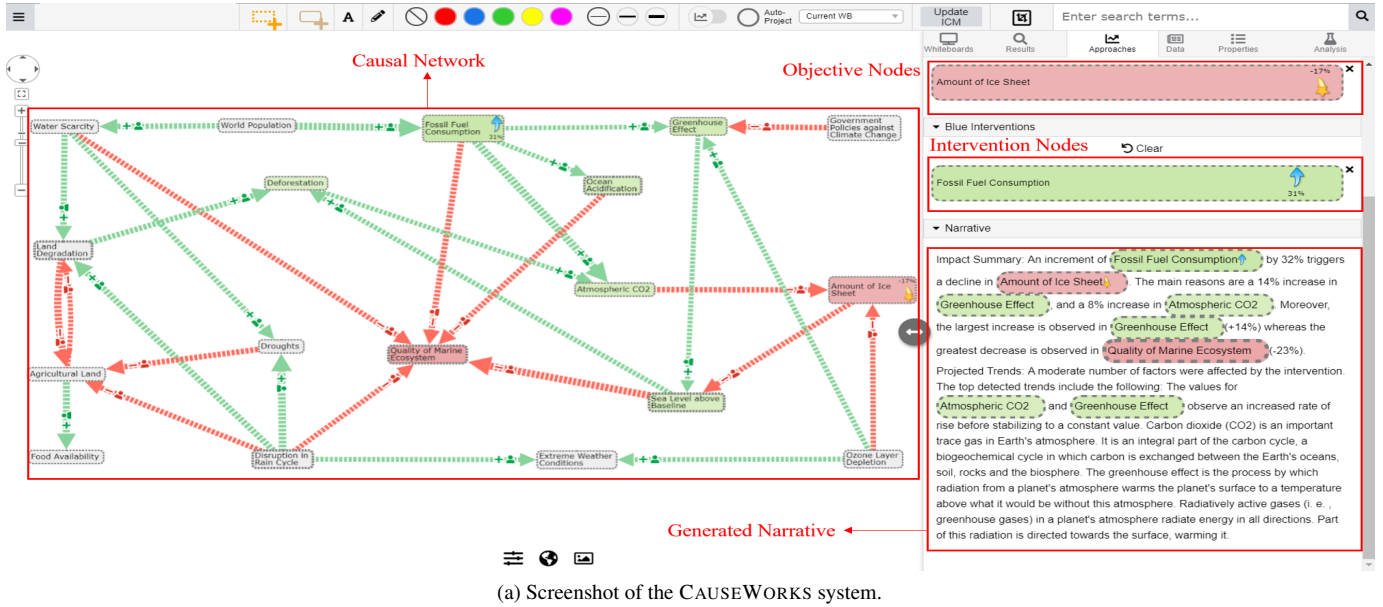 A
Auto-
Project
Current WB
Update
ICM
Enter search terms...
Whiteboards
Results
Approaches
Data
Properties
Analysis
Causal Network
Objective Nodes
Amount of Ice Sheet
-17%
Blue Interventions
Intervention Nodes
Clear
Fossil Fuel Consumption
31%
Narrative
Impact Summary: An increment of Fossil Fuel Consumption by 32% triggers
a decline in Amount of Ice Sheet . The main reasons are a 14% increase in
Greenhouse Effect , and a 8% increase in Atmospheric CO2 . Moreover,
the largest increase is observed in Greenhouse Effect (+14%) whereas the
greatest decrease is observed in Quality of Marine Ecosystem (-23%).
Projected Trends: A moderate number of factors were affected by the intervention.
The top detected trends include the following: The values for
Atmospheric CO2 and Greenhouse Effect observe an increased rate of
rise before stabilizing to a constant value. Carbon dioxide (CO2) is an important
trace gas in Earth's atmosphere. It is an integral part of the carbon cycle, a
biogeochemical cycle in which carbon is exchanged between the Earth's oceans,
soil, rocks and the biosphere. The greenhouse effect is the process by which
radiation from a planet's atmosphere warms the planet's surface to a temperature
above what it would be without this atmosphere. Radiatively active gases (i. e. ,
greenhouse gases) in a planet's atmosphere radiate energy in all directions. Part
of this radiation is directed towards the surface, warming it.
Generated Narrative
Water Scarcity
World Population
Fossil Fuel
Consumption
31%
Greenhouse
Effect
Government
Policies against
Climate Change
Deforestation
Ocean
Acidification
Land
Degradation
Atmospheric CO2
Amount of Ice
Sheet
-17%
Droughts
Quality of Marine
Ecosystem
Agricultural Land
Sea Level above
Baseline
Food Availability
Disruption In
Rain Cycle
Extreme Weather
Conditions
Ozone Layer
Depletion
(a) Screenshot of the CAUSEWORKS system.